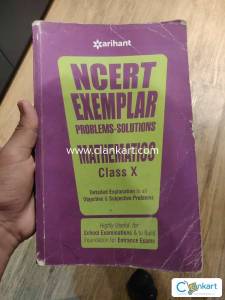 arihant
NCERT
EXEMPLAR
PROBLEMS-SOLUTIONS
www.clankart.com
MATHEMATICS
Class X
Detailed Explanation to all
Objective & Subjective Problems
Highly Useful for
School Examinations & to Build
Foundation for Entrance Exams
Clankart